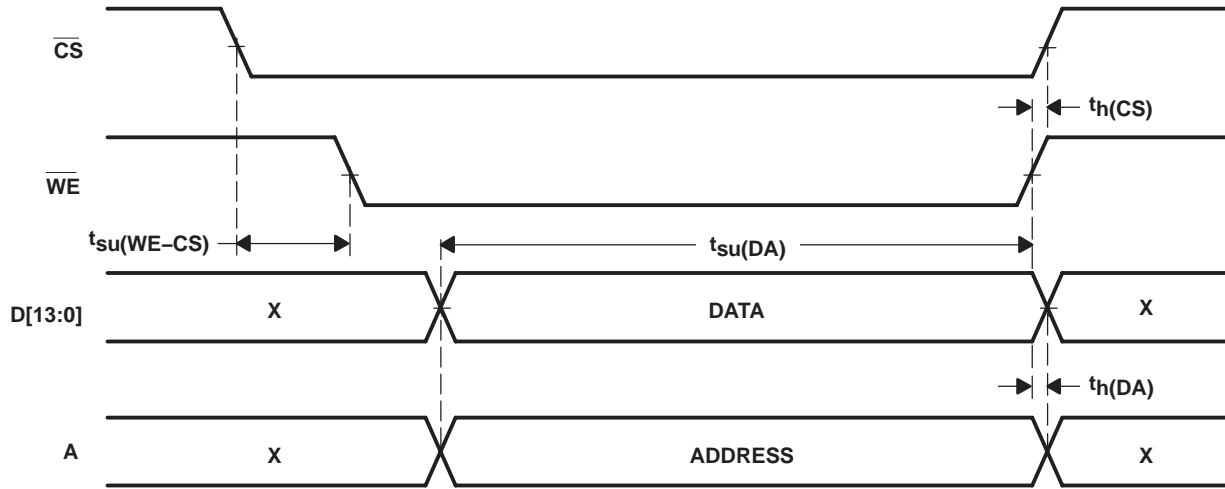 CS
th(CS)
WE
tsu(WE–CS)
tsu(DA)
D[13:0]
X
DATA
X
th(DA)
A
X
ADDRESS
X